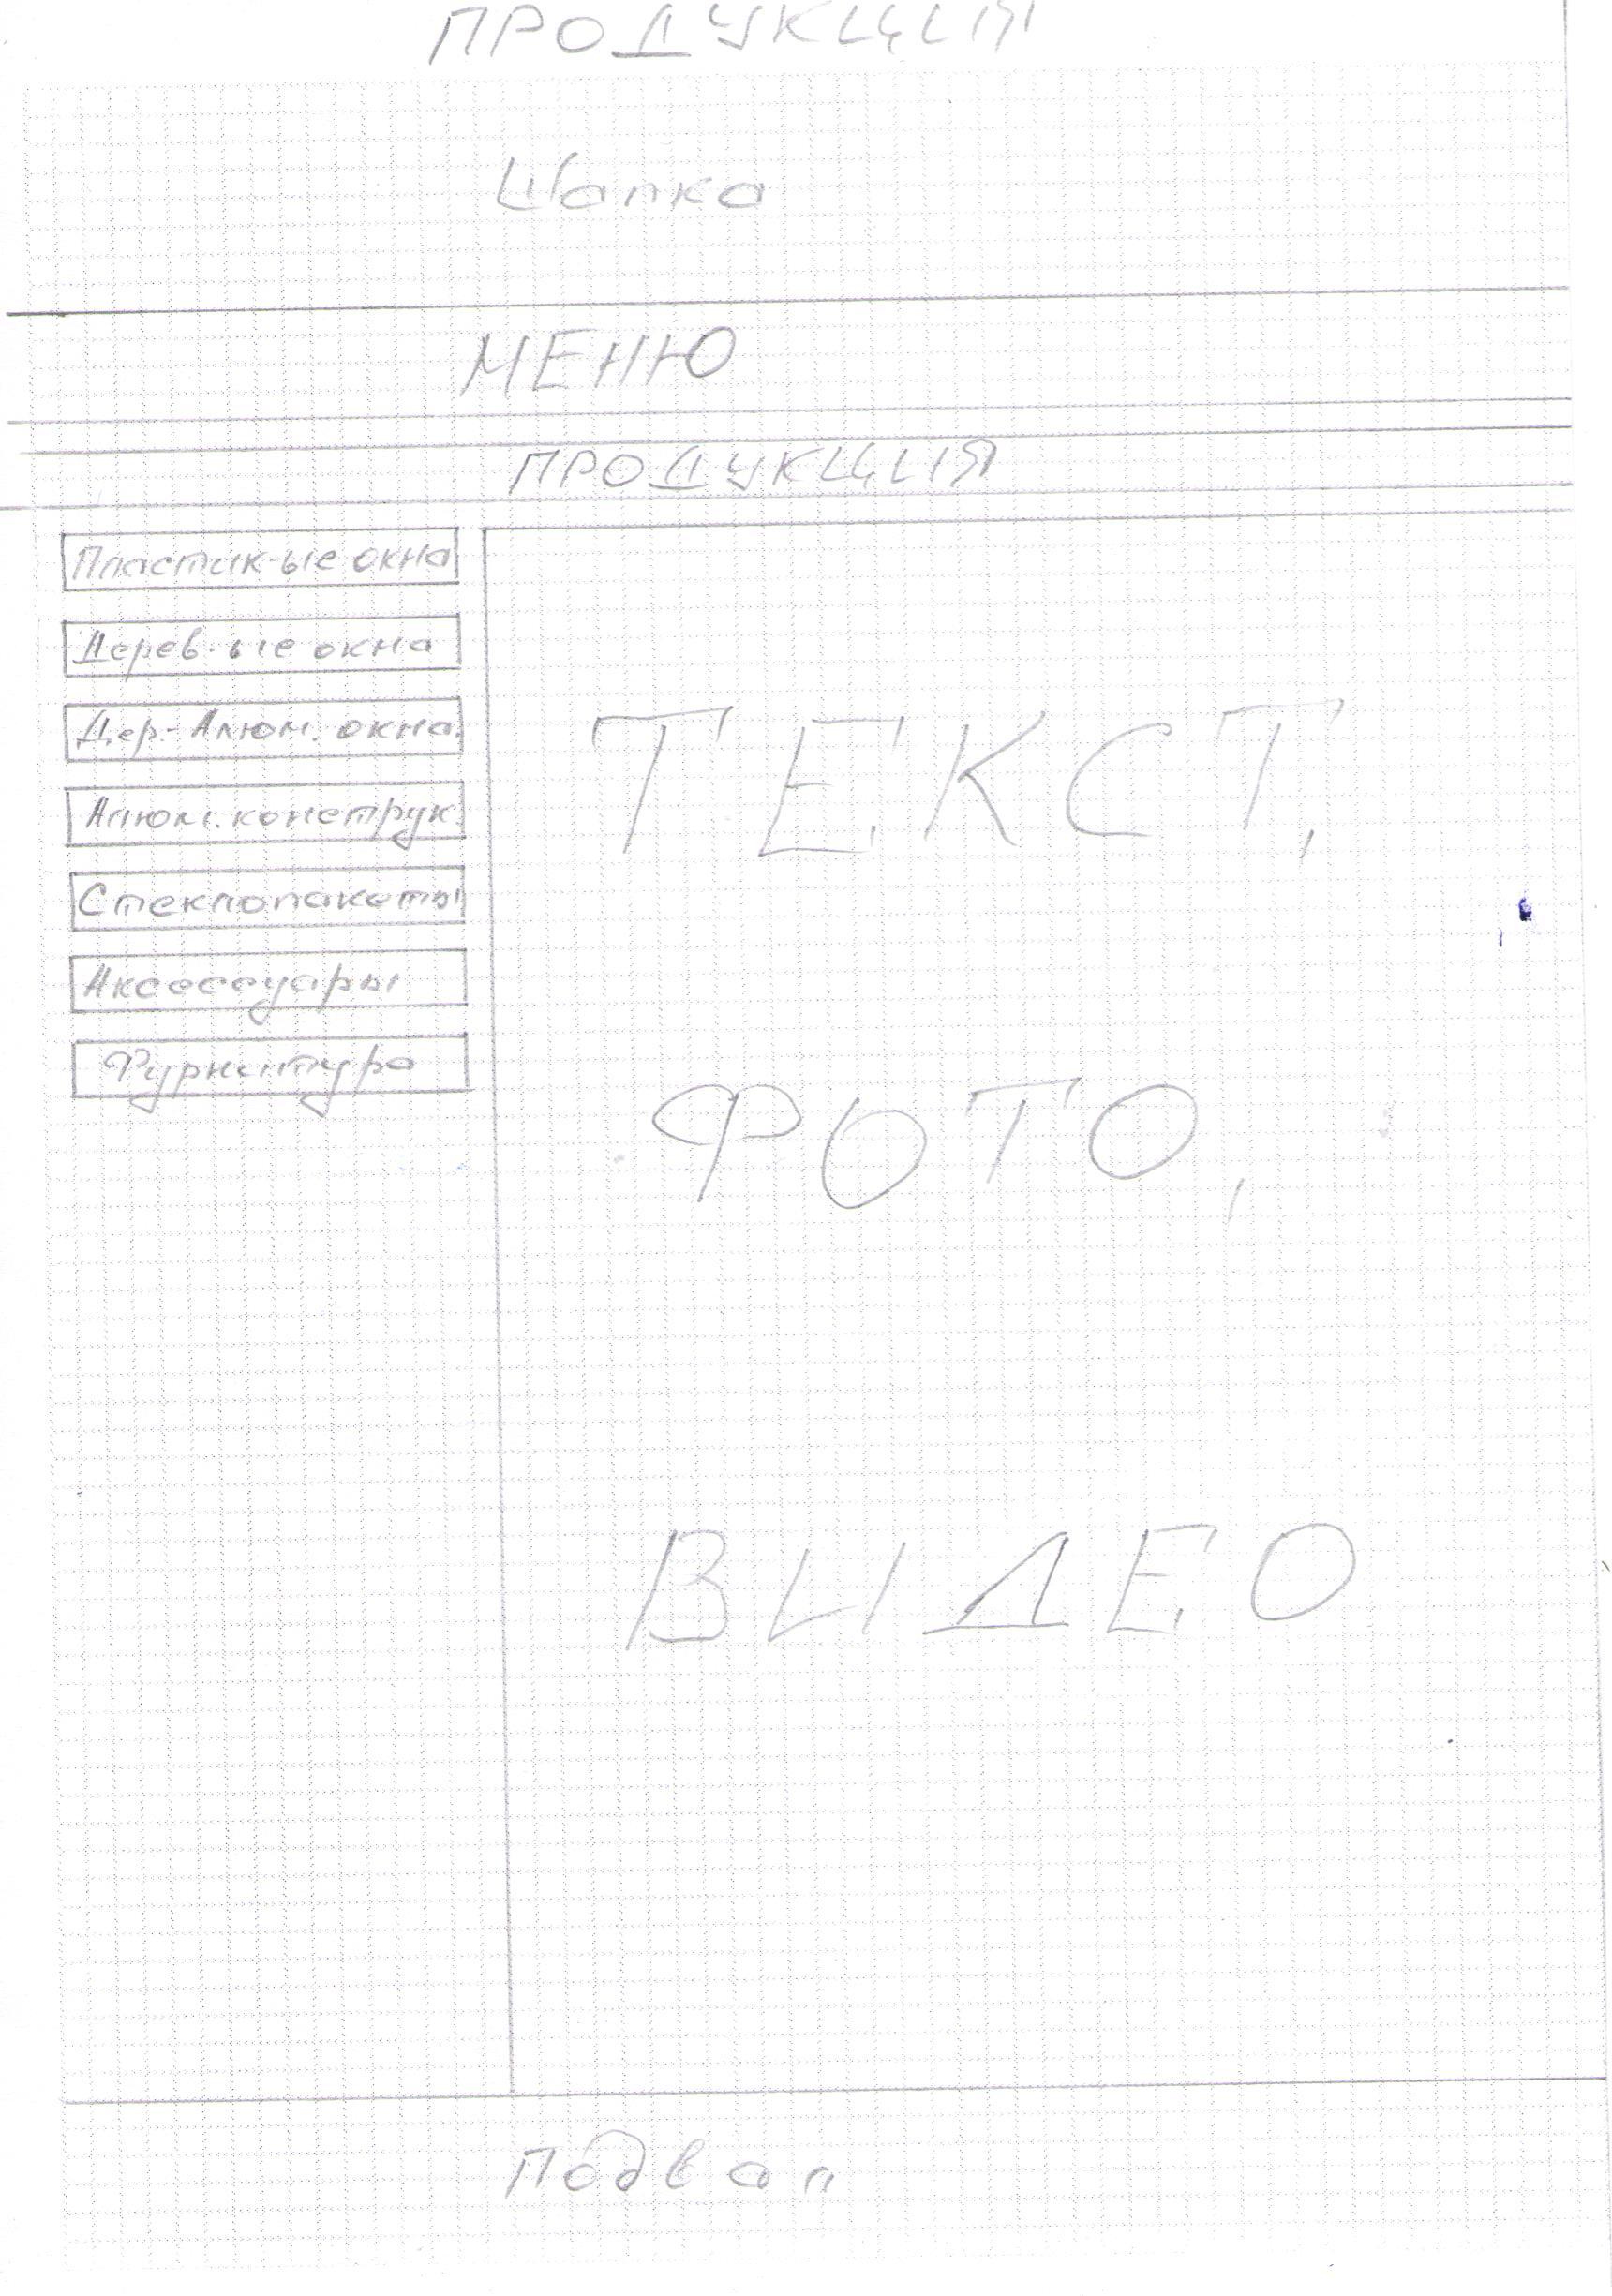 ПРОДУКЦИЯ
Шапка
МЕНЮ
ПРОДУКЦИЯ
Пластик-ые окна
Дерев-ые окна
Дер-Алюм. окна.
Алюм. конструк.
Стеклопакеты
Аксессуары
Фурнитура
ТЕКСТ,
ФОТО,
ВИДЕО
Подвал